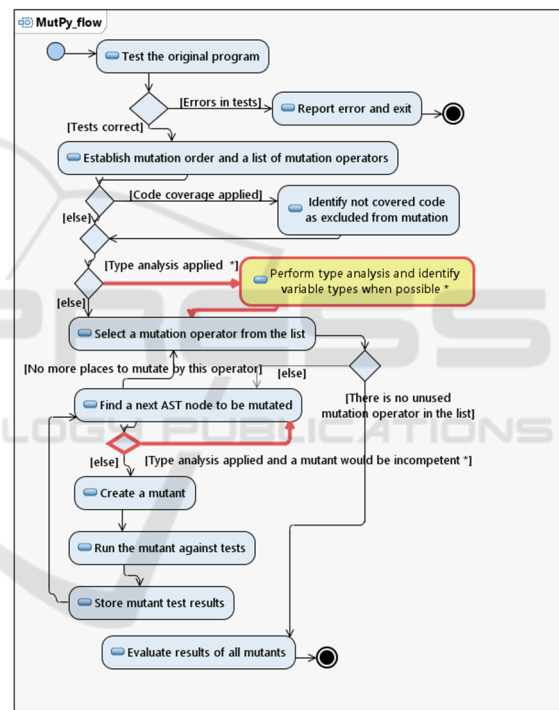 MutPy_flow
Test the original program
[Errors in tests]
Report error and exit
[Tests correct]
Establish mutation order and a list of mutation operators
[Code coverage applied]
Identify not covered code
as excluded from mutation
[else]
[Type analysis applied *]
Perform type analysis and identify
variable types when possible *
[else]
Select a mutation operator from the list
[No more places to mutate by this operator]
[else]
[There is no unused
mutation operator in the list]
Find a next AST node to be mutated
[else]
[Type analysis applied and a mutant would be incompetent *]
Create a mutant
Run the mutant against tests
Store mutant test results
Evaluate results of all mutants
PRESS
LOGY PUBLICATIONS